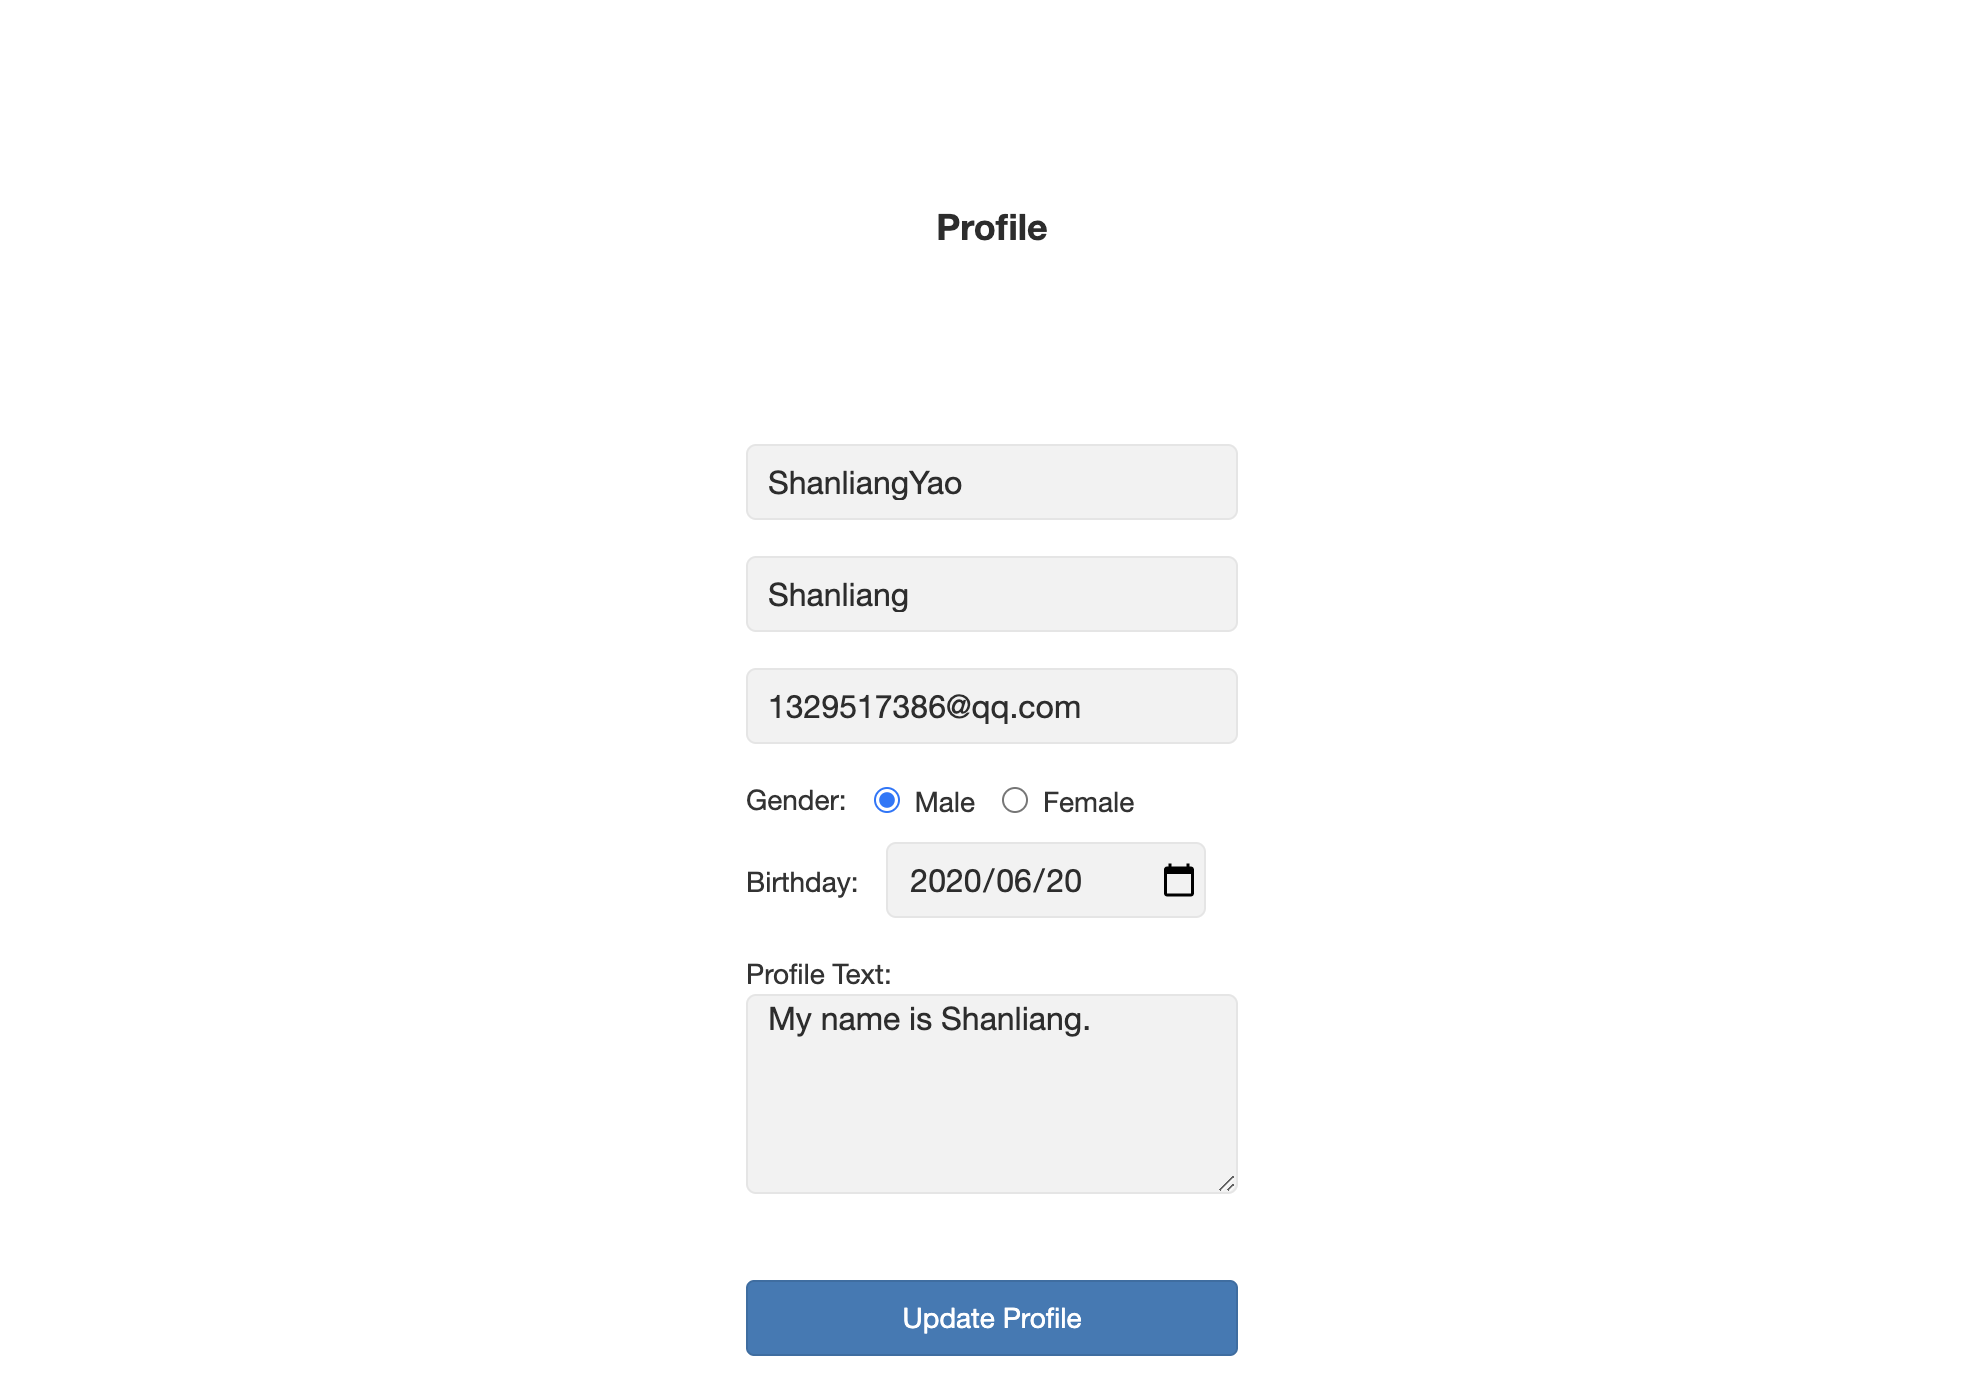 Profile
ShanliangYao
Shanliang
1329517386@qq.com
Gender: Male Female
Birthday: 2020/06/20
Profile Text:
My name is Shanliang.
Update Profile